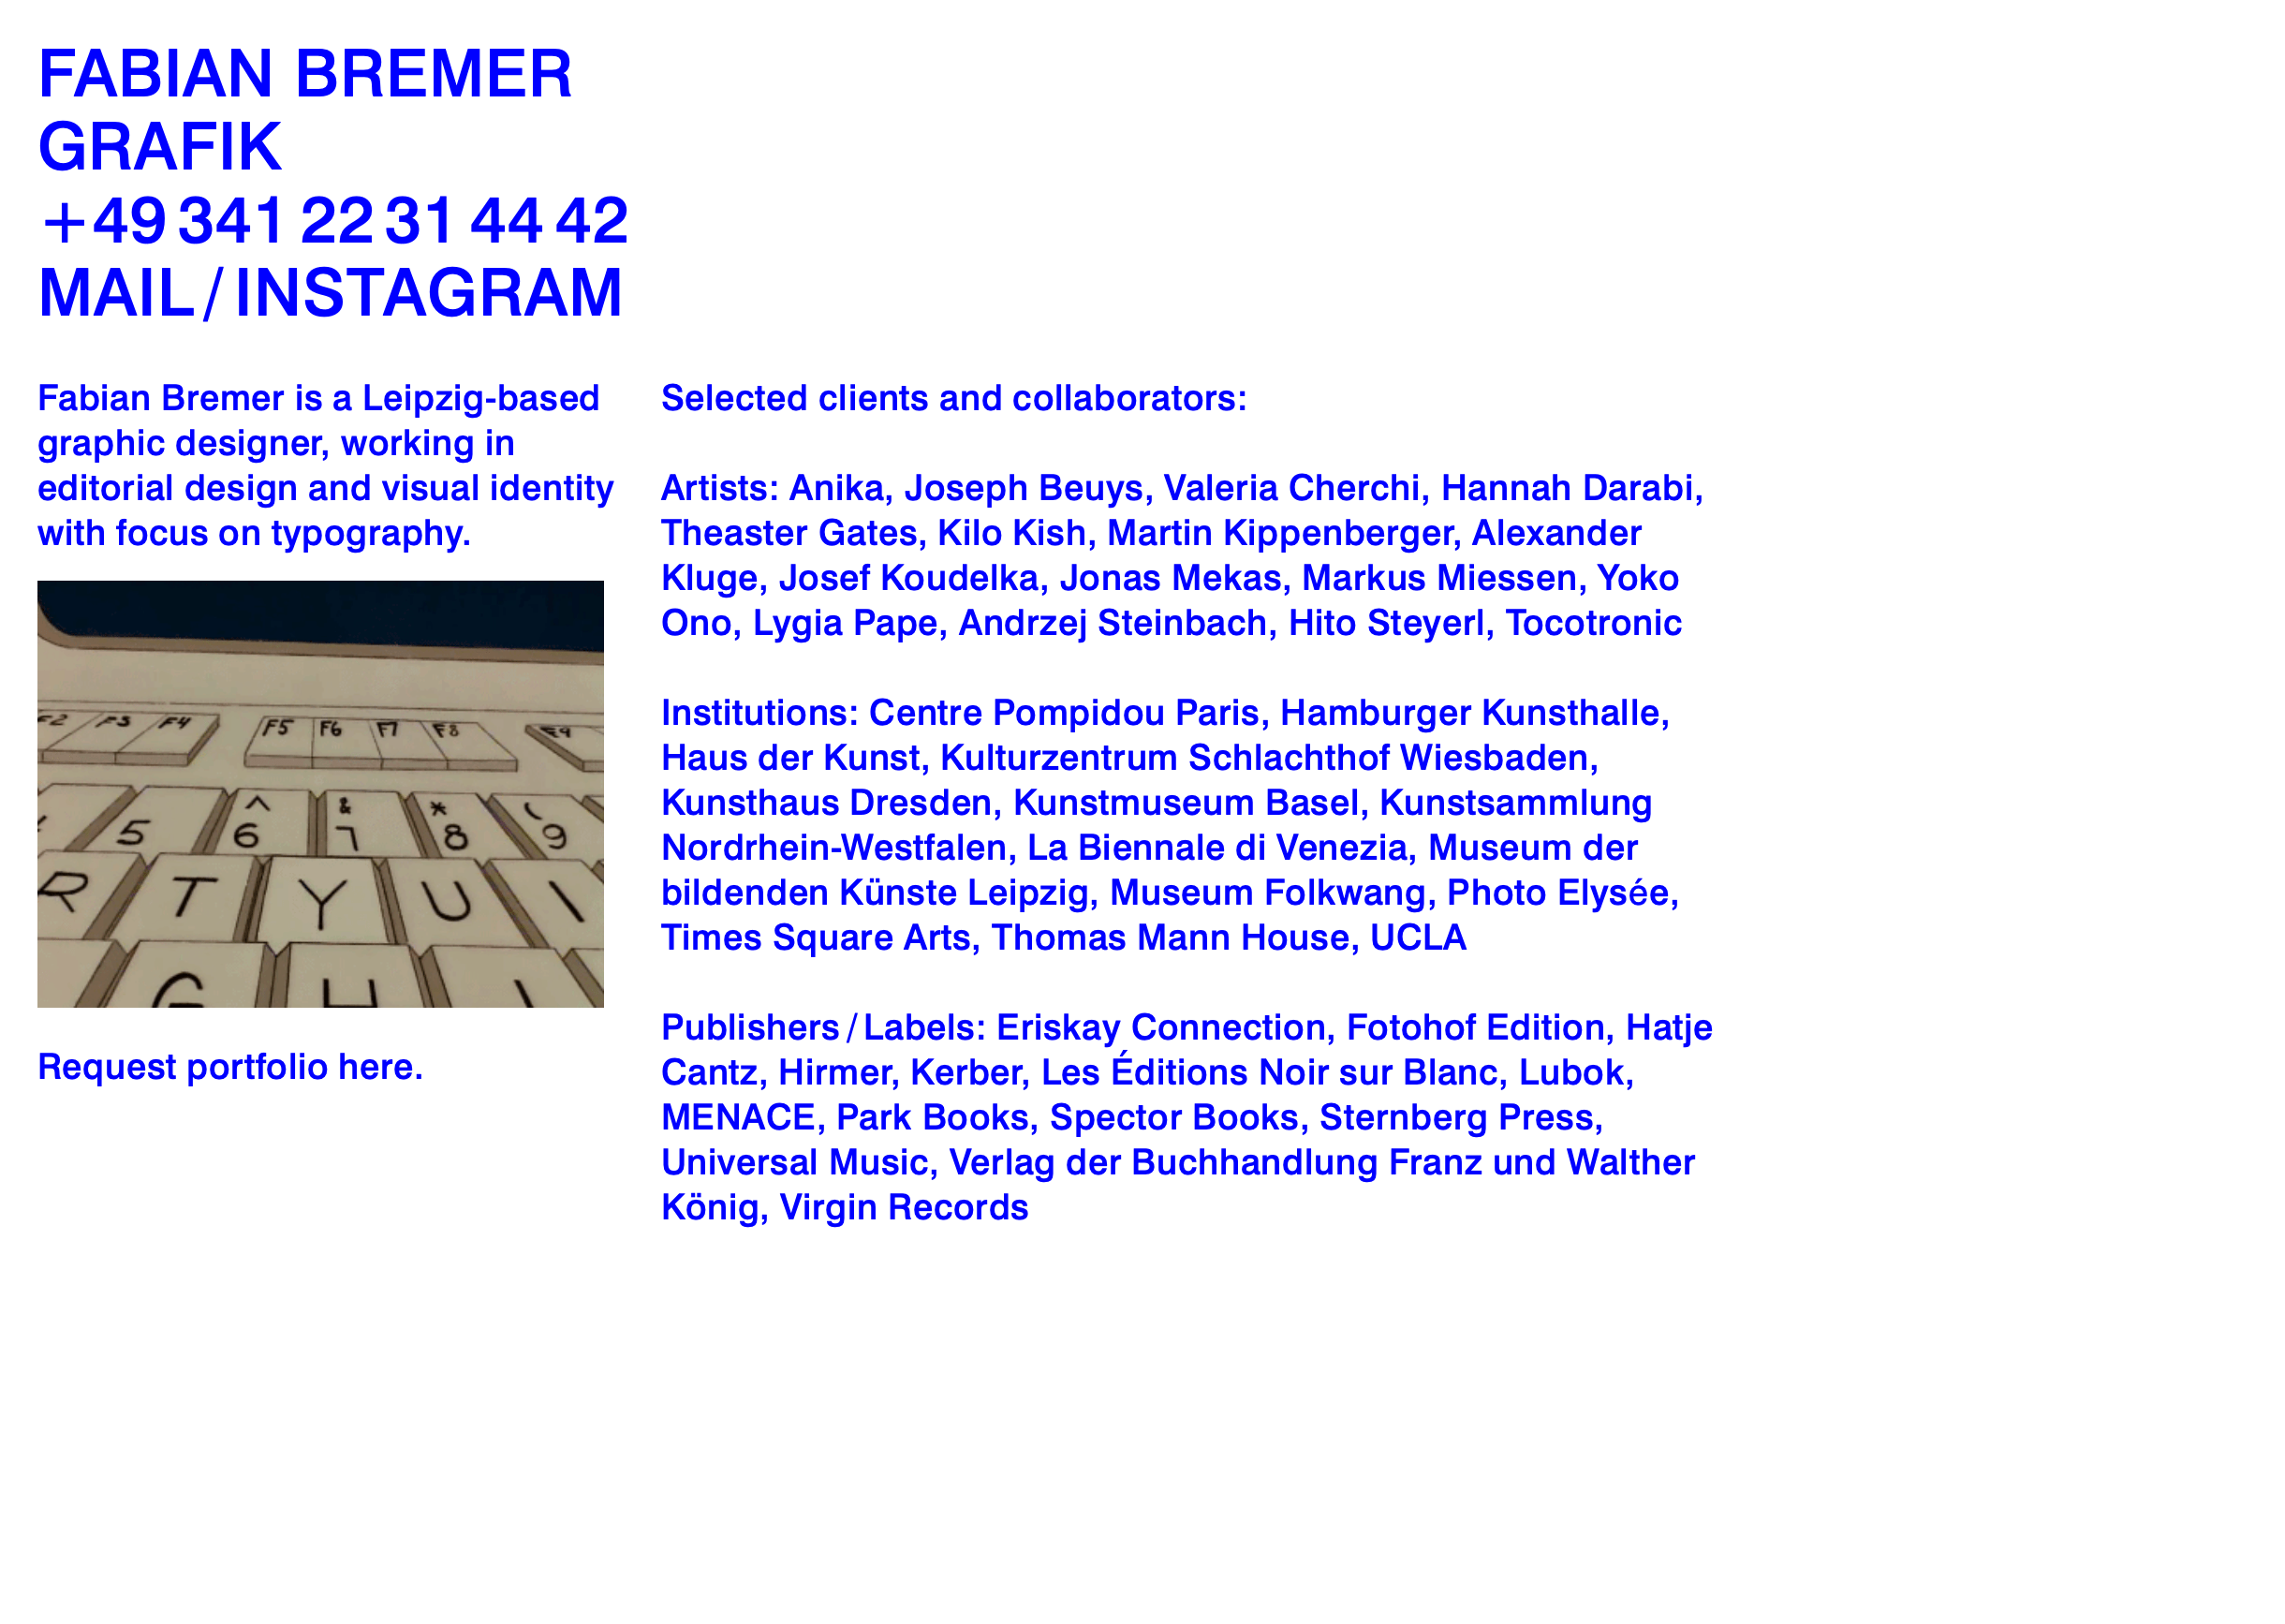 FABIAN BREMER
GRAFIK
+49 341 22 31 44 42
MAIL / INSTAGRAM
Fabian Bremer is a Leipzig-based
graphic designer, working in
editorial design and visual identity
with focus on typography.
F2 F3 F4 F5 F6 F7 F8 F9
^ & * (
5 6 7 8 9
R T Y U I
G H
Request portfolio here.
Selected clients and collaborators:
Artists: Anika, Joseph Beuys, Valeria Cherchi, Hannah Darabi,
Theaster Gates, Kilo Kish, Martin Kippenberger, Alexander
Kluge, Josef Koudelka, Jonas Mekas, Markus Miessen, Yoko
Ono, Lygia Pape, Andrzej Steinbach, Hito Steyerl, Tocotronic
Institutions: Centre Pompidou Paris, Hamburger Kunsthalle,
Haus der Kunst, Kulturzentrum Schlachthof Wiesbaden,
Kunsthaus Dresden, Kunstmuseum Basel, Kunstsammlung
Nordrhein-Westfalen, La Biennale di Venezia, Museum der
bildenden Künste Leipzig, Museum Folkwang, Photo Elysée,
Times Square Arts, Thomas Mann House, UCLA
Publishers / Labels: Eriskay Connection, Fotohof Edition, Hatje
Cantz, Hirmer, Kerber, Les Éditions Noir sur Blanc, Lubok,
MENACE, Park Books, Spector Books, Sternberg Press,
Universal Music, Verlag der Buchhandlung Franz und Walther
König, Virgin Records